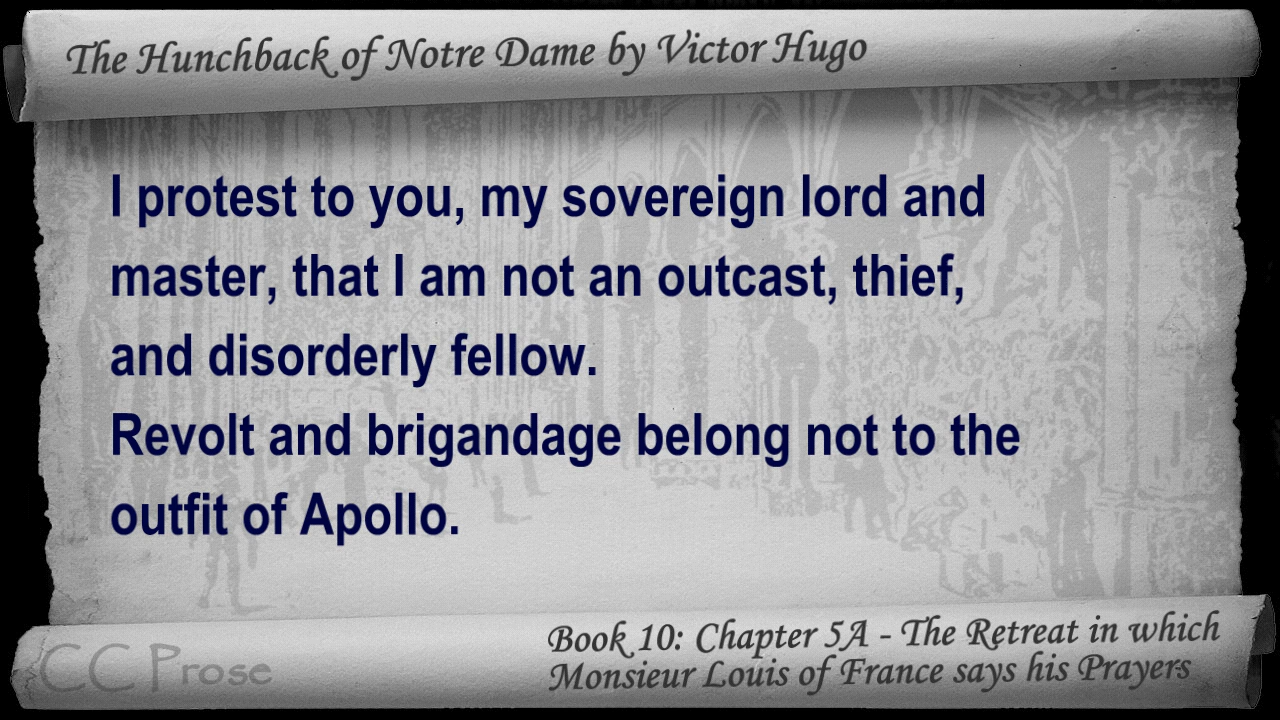 The Hunchback of Notre Dame by Victor Hugo
I protest to you, my sovereign lord and
master, that I am not an outcast, thief,
and disorderly fellow.
Revolt and brigandage belong not to the
outfit of Apollo.
CC Prose
Book 10: Chapter 5A - The Retreat in which
Monsieur Louis of France says his Prayers